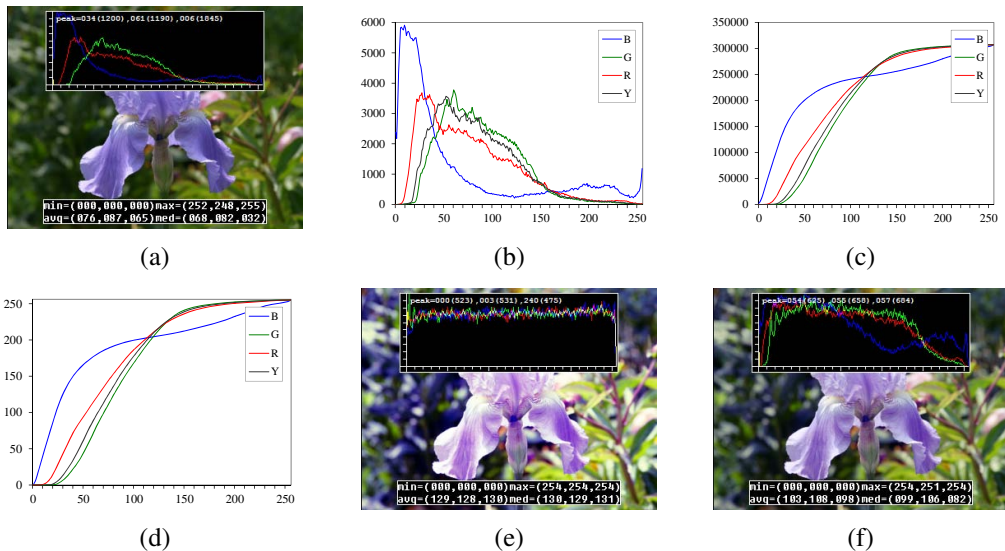 peak=034(1200),061(1190),006(1845)
min=(000,000,000)max=(252,248,255)
avg=(076,087,065)med=(068,082,032)
(a)
6000
5000
4000
3000
2000
1000
0
0 50 100 150 200 250
B
G
R
Y
(b)
350000
300000
250000
200000
150000
100000
50000
0
0 50 100 150 200 250
B
G
R
Y
(c)
250
200
150
100
50
0
0 50 100 150 200 250
B
G
R
Y
(d)
peak=000(523),003(531),240(475)
min=(000,000,000)max=(254,254,254)
avg=(129,128,130)med=(130,129,131)
(e)
peak=054(625),055(658),057(684)
min=(000,000,000)max=(254,251,254)
avg=(103,108,098)med=(099,106,082)
(f)